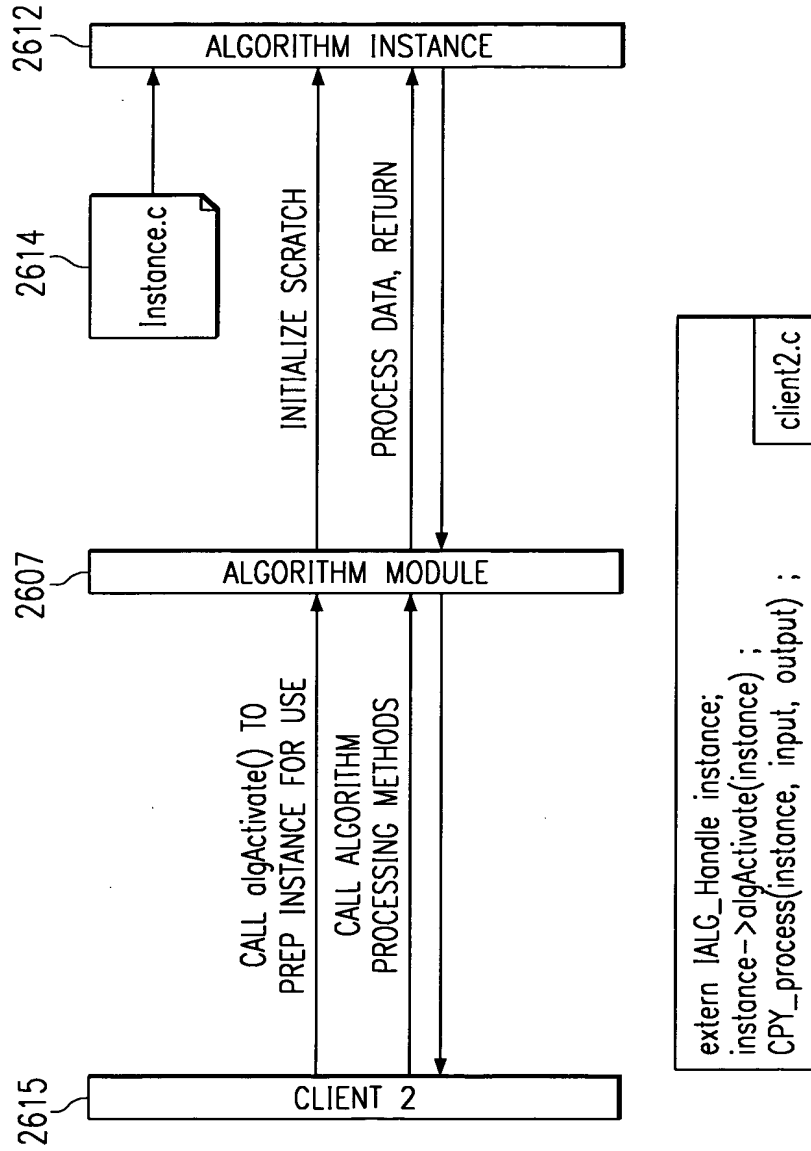 2615
CLIENT 2
CALL algActivate() TO
PREP INSTANCE FOR USE
CALL ALGORITHM
PROCESSING METHODS
2607
ALGORITHM MODULE
INITIALIZE SCRATCH
PROCESS DATA, RETURN
2614
Instance.c
2612
ALGORITHM INSTANCE
extern IALG_Handle instance;
instance->algActivate(instance) ;
CPY_process(instance, input, output) ;
client2.c